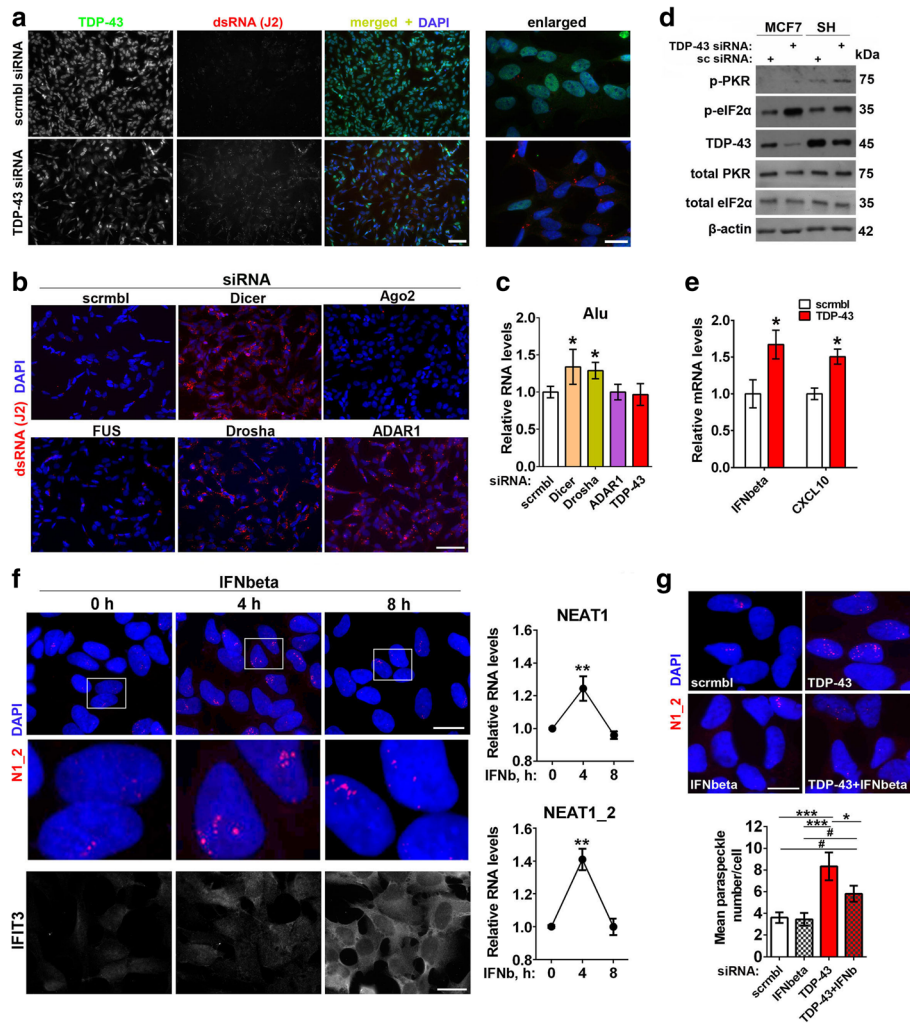 a
TDP-43
dsRNA (J2)
merged + DAPI
enlarged
scrmbl siRNA
TDP-43 siRNA
d
MCF7 SH
TDP-43 siRNA: + +
sc siRNA: + +
kDa
p-PKR 75
p-eIF2α 35
TDP-43 45
total PKR 75
total eIF2α 35
β-actin 42
b
siRNA
scrmbl Dicer Ago2
FUS Drosha ADAR1
dsRNA (J2) DAPI
c
Alu
Relative RNA levels
2.0
1.5
1.0
0.5
0.0
* *
siRNA:
scrmbl
Dicer
Drosha
ADAR1
TDP-43
e
scrmbl
TDP-43
Relative mRNA levels
2.0
1.5
1.0
0.5
0.0
* *
IFNbeta
CXCL10
f
IFNbeta
0 h 4 h 8 h
N1_2 DAPI
IFIT3
NEAT1
Relative RNA levels
1.6
1.4
1.2
1.0
0.8
**
0 4 8
IFNb, h:
NEAT1_2
Relative RNA levels
1.6
1.4
1.2
1.0
0.8
**
0 4 8
IFNb, h:
g
N1_2 DAPI
scrmbl TDP-43
IFNbeta TDP-43+IFNbeta
Mean paraspeckle
number/cell
12
10
8
6
4
2
0
*** *
*** #
#
siRNA:
scrmbl
IFNbeta
TDP-43
TDP-43+IFNb